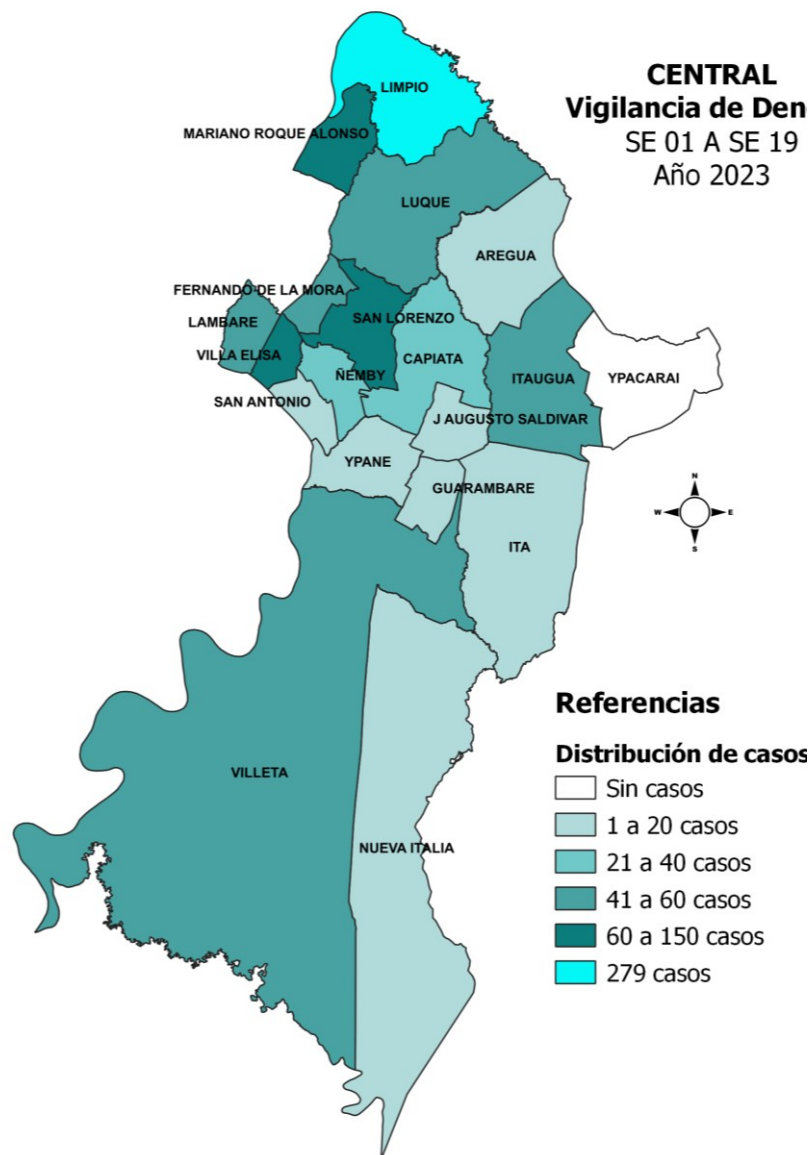 CENTRAL
Vigilancia de Den
SE 01 A SE 19
Año 2023
LIMPIO
MARIANO ROQUE ALONSO
LUQUE
AREGUA
FERNANDO DE LA MORA
LAMBARE
SAN LORENZO
VILLA ELISA
CAPIATA
ÑEMBY
ITAUGUA
YPACARAI
SAN ANTONIO
J AUGUSTO SALDIVAR
YPANE
GUARAMBARE
ITA
N
W E
S
VILLETA
NUEVA ITALIA
Referencias
Distribución de casos
Sin casos
1 a 20 casos
21 a 40 casos
41 a 60 casos
60 a 150 casos
279 casos